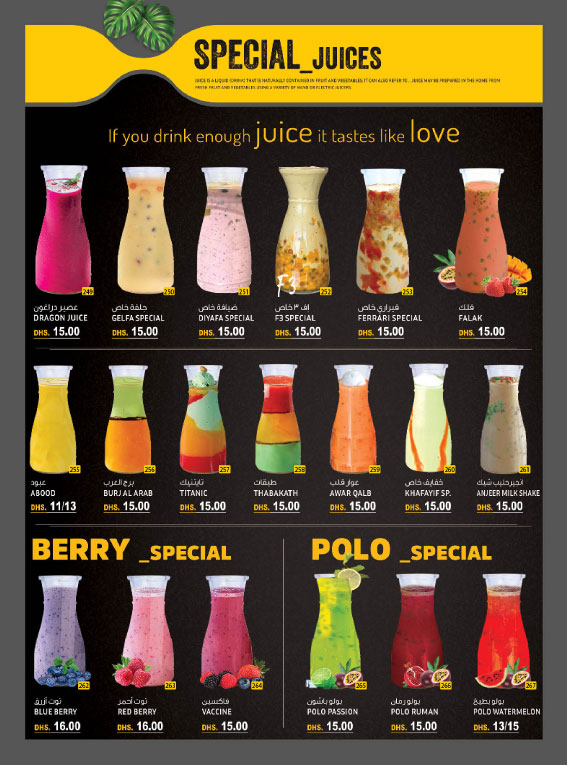 SPECIAL_JUICES
JUICE IS A LIQUID (DRINK) THAT IS NATURALLY CONTAINED IN FRUIT AND VEGETABLES. IT CAN ALSO REFER TO... JUICE MAY BE PREPARED IN THE HOME FROM
FRESH FRUIT AND VEGETABLES USING A VARIETY OF HAND OR ELECTRIC JUICERS.
If you drink enough juice it tastes like love
F3
249 250 251 252 253 254
عصير دراغون
DRAGON JUICE
DHS. 15.00
جلفة خاص
GELFA SPECIAL
DHS. 15.00
ضيافة خاص
DIYAFA SPECIAL
DHS. 15.00
اف ٣ خاص
F3 SPECIAL
DHS. 15.00
فيراري خاص
FERRARI SPECIAL
DHS. 15.00
فلك
FALAK
DHS. 15.00
255 256 257 258 259 260 261
عبود
ABOOD
DHS. 11/13
برج العرب
BURJ AL ARAB
DHS. 15.00
تايتنيك
TITANIC
DHS. 15.00
طبقات
THABAKATH
DHS. 15.00
عوار قلب
AWAR QALB
DHS. 15.00
خفايف خاص
KHAFAYIF SP.
DHS. 15.00
انجير حليب شيك
ANJEER MILK SHAKE
DHS. 15.00
BERRY _SPECIAL
262 263 264
توت أزرق
BLUE BERRY
DHS. 16.00
توت أحمر
RED BERRY
DHS. 16.00
فاكسين
VACCINE
DHS. 15.00
POLO _SPECIAL
265 266 267
بولو باشون
POLO PASSION
DHS. 15.00
بولو رمان
POLO RUMAN
DHS. 15.00
بولو بطيخ
POLO WATERMELON
DHS. 13/15